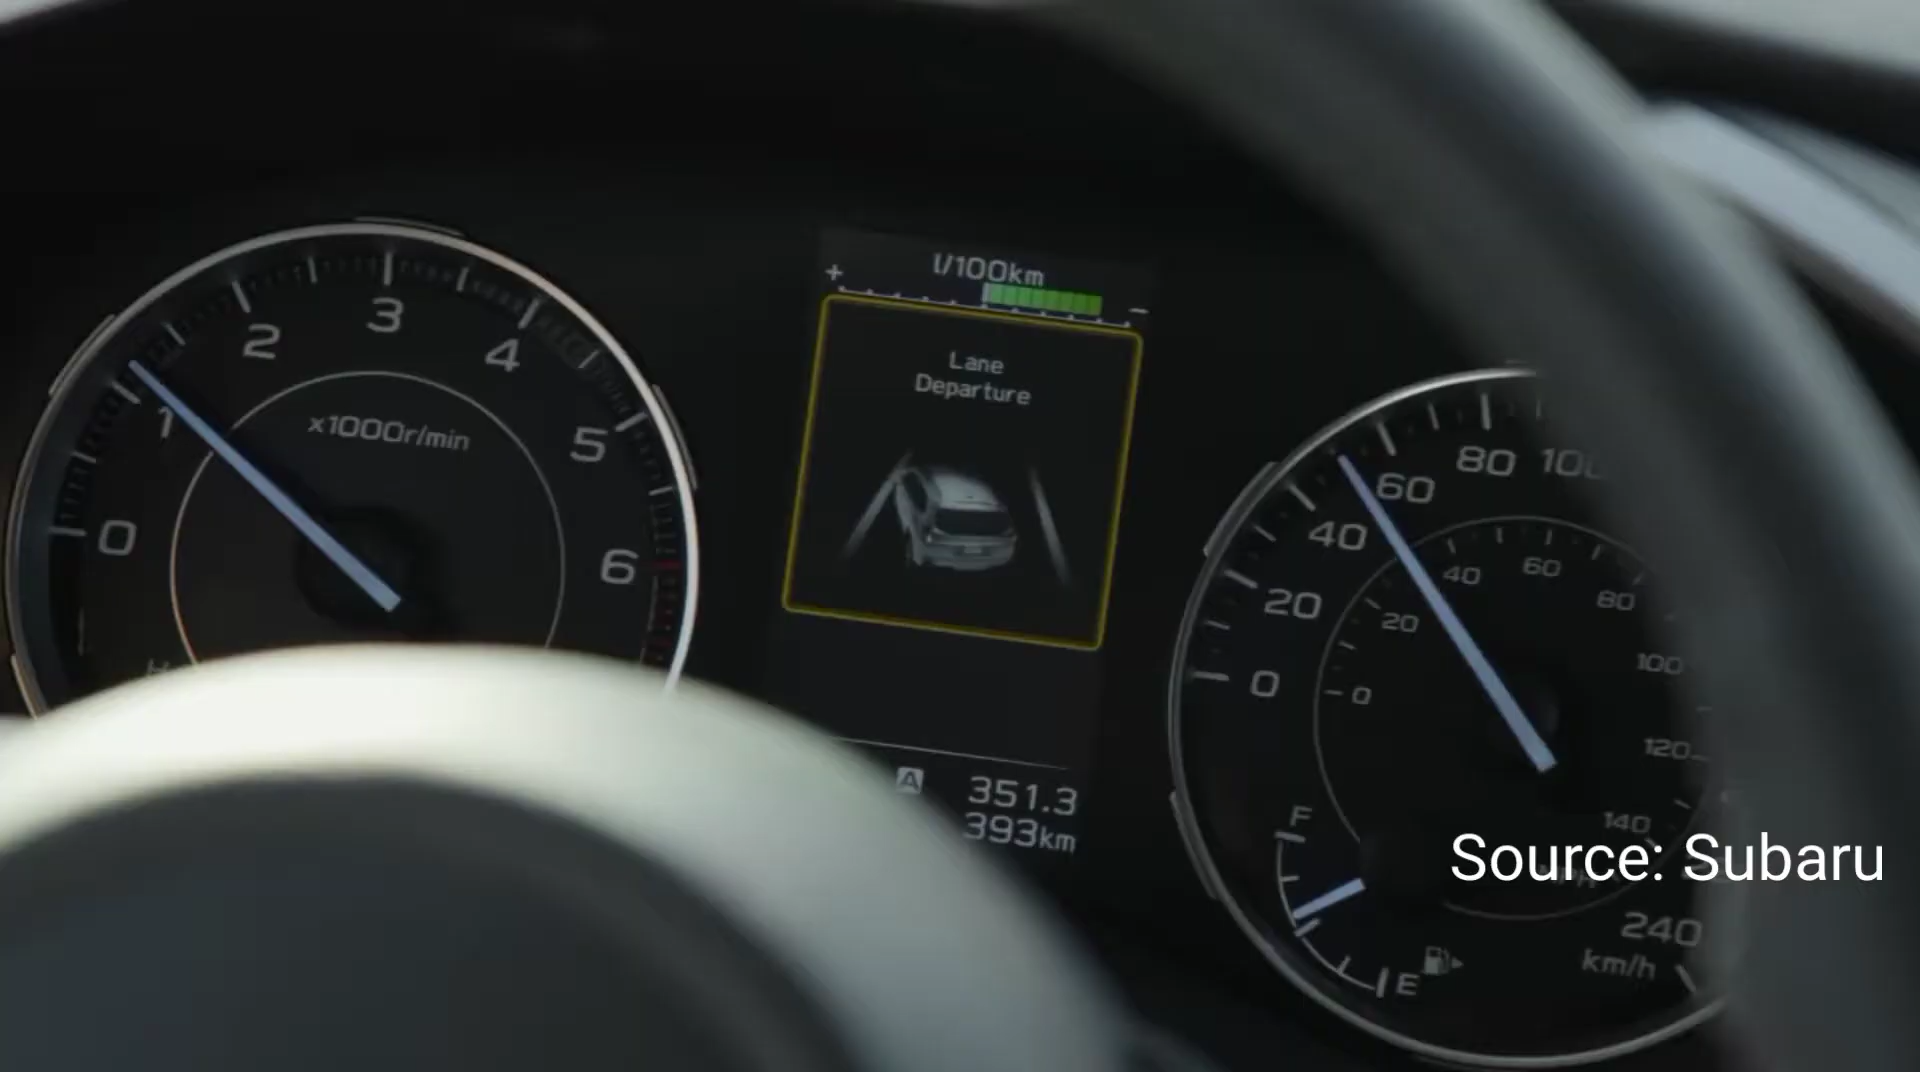 l/100km
+ -
Lane
Departure
0
1
2
3
4
5
6
x1000r/min
A 351.3
393km
0
20
40
60
80
0
20
40
60
80
100
120
140
240
km/h
F
E
Source: Subaru